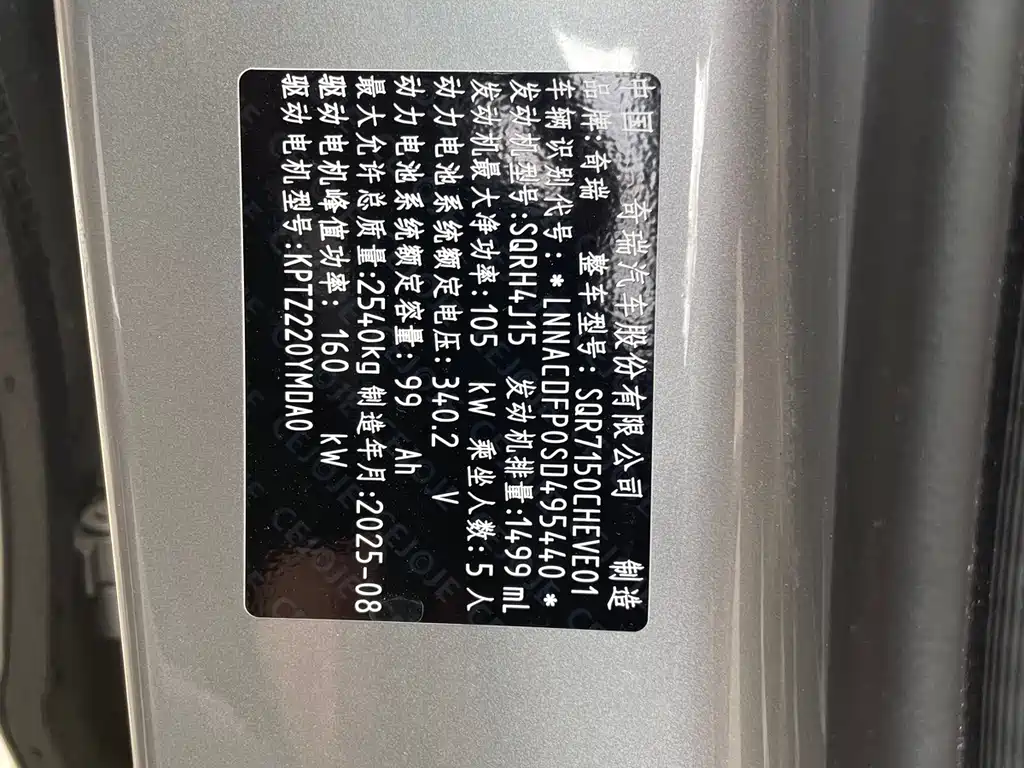 中国 奇瑞汽车股份有限公司 制造
品牌:奇瑞 整车型号:SQR7150CHEVE01
车辆识别代号:*LNNACDFP0SD495440*
发动机型号:SQRH4J15 发动机排量:1499ml
发动机最大净功率:105 kW 乘坐人数:5人
动力电池系统额定电压:340.2 V
动力电池系统额定容量:99 Ah
最大允许总质量:2540kg 制造年月:2025-08
驱动电机峰值功率:160 kW
驱动电机型号:KPTZ220YMDA0